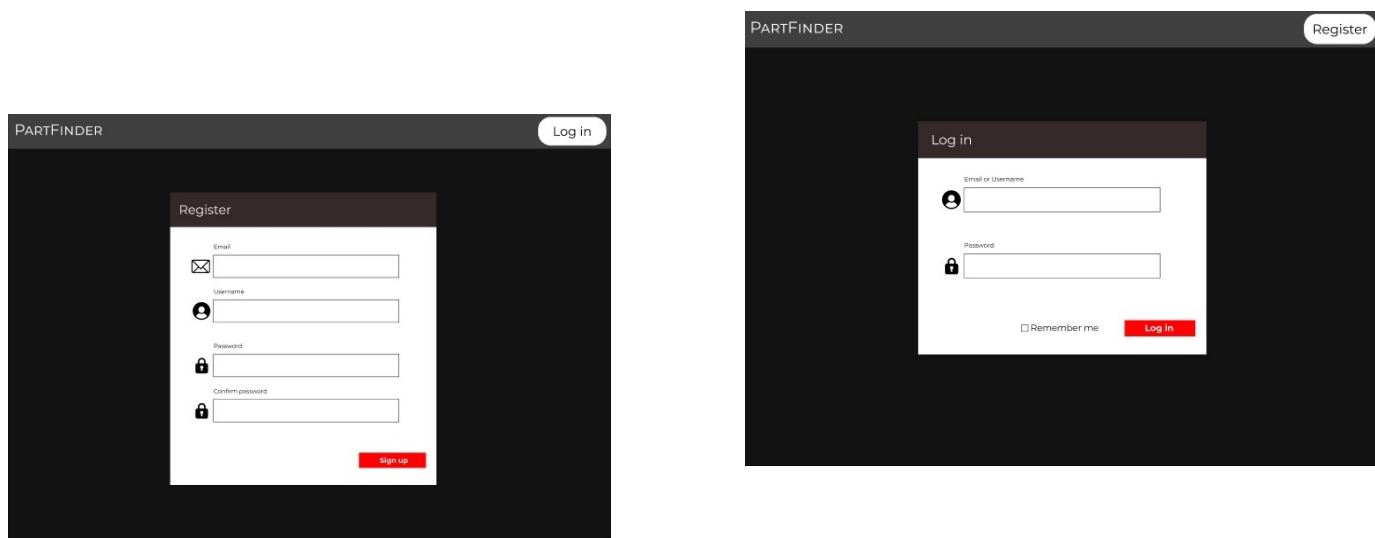 PARTFINDER
Log in
Register
Email
Username
Password
Confirm password
Sign up
PARTFINDER
Register
Log in
Email or Username
Password
Remember me
Log in